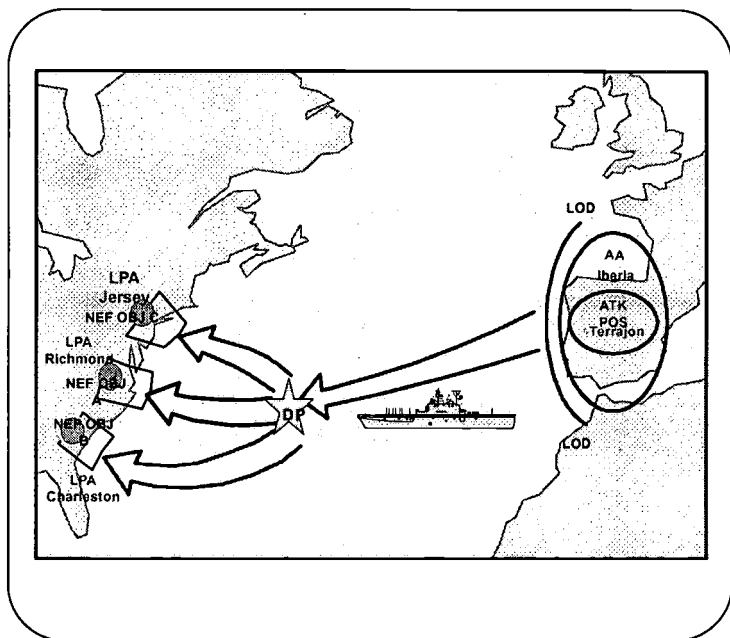 LPA
Jersey
NEF OBJ C
LPA
Richmond
NEF OBJ
A
NEF OBJ
B
LPA
Charleston
DP
LOD
AA
Iberia
ATK
POS
Terrajon
LOD